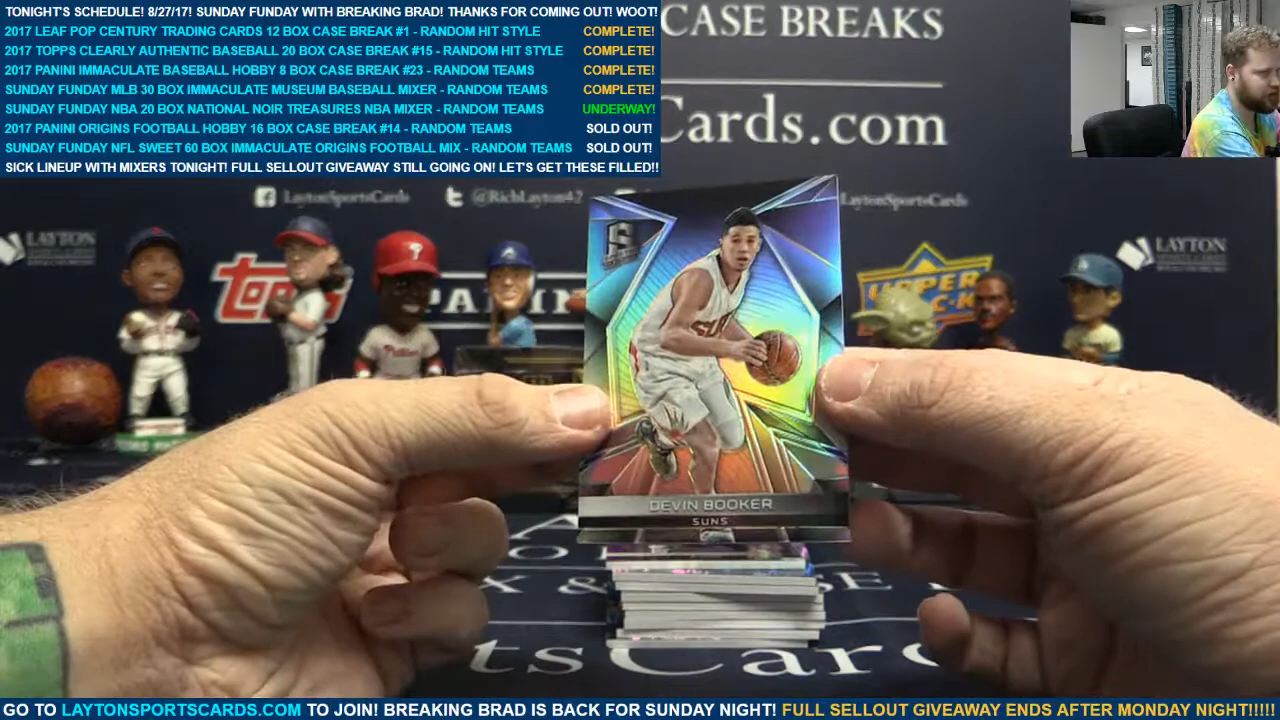 TONIGHT'S SCHEDULE! 8/27/17! SUNDAY FUNDAY WITH BREAKING BRAD! THANKS FOR COMING OUT! WOOT!
2017 LEAF POP CENTURY TRADING CARDS 12 BOX CASE BREAK #1 - RANDOM HIT STYLE COMPLETE!
2017 TOPPS CLEARLY AUTHENTIC BASEBALL 20 BOX CASE BREAK #15 - RANDOM HIT STYLE COMPLETE!
2017 PANINI IMMACULATE BASEBALL HOBBY 8 BOX CASE BREAK #23 - RANDOM TEAMS COMPLETE!
SUNDAY FUNDAY MLB 30 BOX IMMACULATE MUSEUM BASEBALL MIXER - RANDOM TEAMS COMPLETE!
SUNDAY FUNDAY NBA 20 BOX NATIONAL NOIR TREASURES NBA MIXER - RANDOM TEAMS UNDERWAY!
2017 PANINI ORIGINS FOOTBALL HOBBY 16 BOX CASE BREAK #14 - RANDOM TEAMS SOLD OUT!
SUNDAY FUNDAY NFL SWEET 60 BOX IMMACULATE ORIGINS FOOTBALL MIX - RANDOM TEAMS SOLD OUT!
SICK LINEUP WITH MIXERS TONIGHT! FULL SELLOUT GIVEAWAY STILL GOING ON! LET'S GET THESE FILLED!!
CASE BREAKS
Cards.com
LaytonSportsCards @RichLayton42 LaytonSportsCards
LAYTON
LAYTON
topps
PANINI
UPPER
DECK
Phillies
SUNS
DEVIN BOOKER
SUNS
X & SE
tsCar
GO TO LAYTONSPORTSCARDS.COM TO JOIN! BREAKING BRAD IS BACK FOR SUNDAY NIGHT! FULL SELLOUT GIVEAWAY ENDS AFTER MONDAY NIGHT!!!!!